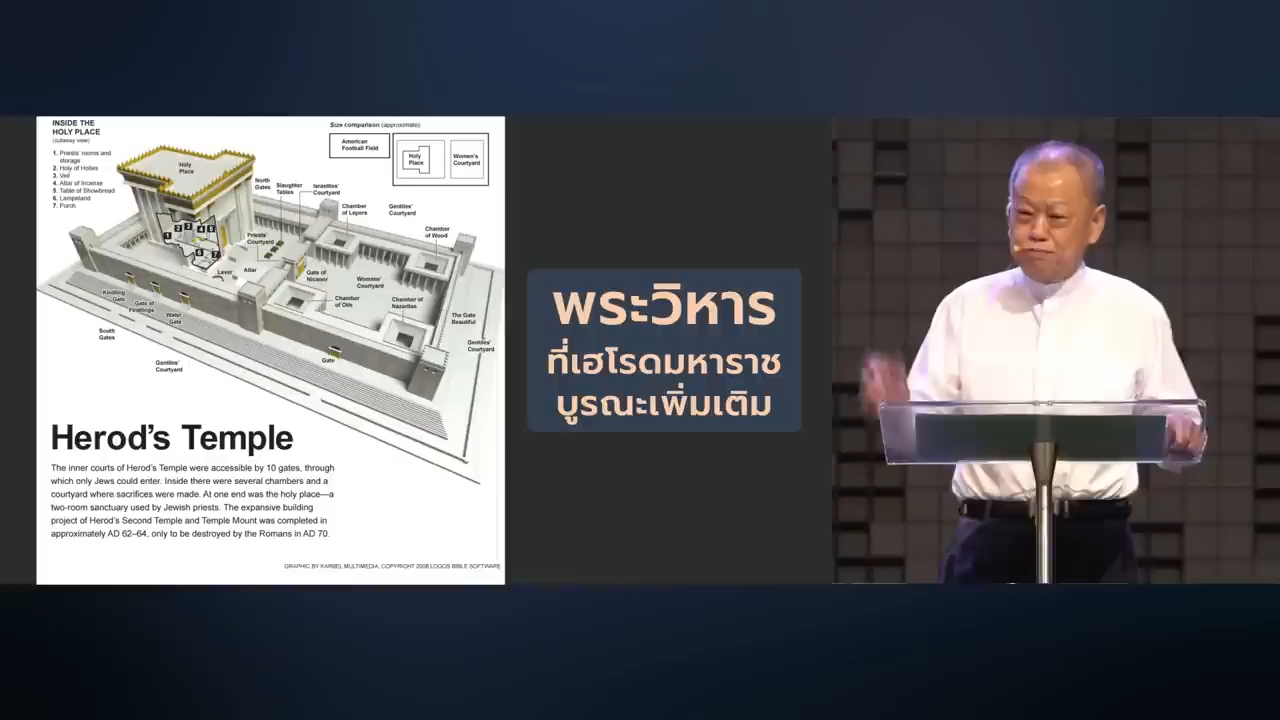 INSIDE THE
HOLY PLACE
(cutaway view)
1. Priests' rooms and
storage
2. Holy of Holies
3. Veil
4. Altar of Incense
5. Table of Showbread
6. Lampstand
7. Porch
Size comparison (approximate)
American
Football Field
Holy
Place
Women's
Courtyard
Holy
Place
North
Gates
Slaughter
Tables
Israelites'
Courtyard
Chamber
of Lepers
Gentiles'
Courtyard
Chamber
of Wood
1 2 3 4 5
6 7
Priests'
Courtyard
Laver
Altar
Gate of
Nicanor
Womens'
Courtyard
Chamber
of Oils
Chamber of
Nazarites
The Gate
Beautiful
Gentiles'
Courtyard
Kindling
Gate
Gate of
Firstlings
Water
Gate
South
Gates
Gentiles'
Courtyard
Gate
Herod's Temple
The inner courts of Herod's Temple were accessible by 10 gates, through
which only Jews could enter. Inside there were several chambers and a
courtyard where sacrifices were made. At one end was the holy place—a
two-room sanctuary used by Jewish priests. The expansive building
project of Herod's Second Temple and Temple Mount was completed in
approximately AD 62–64, only to be destroyed by the Romans in AD 70.
GRAPHIC BY KARBEL MULTIMEDIA, COPYRIGHT 2008 LOGOS BIBLE SOFTWARE
พระวิหาร
ที่เฮโรดมหาราช
บูรณะเพิ่มเติม